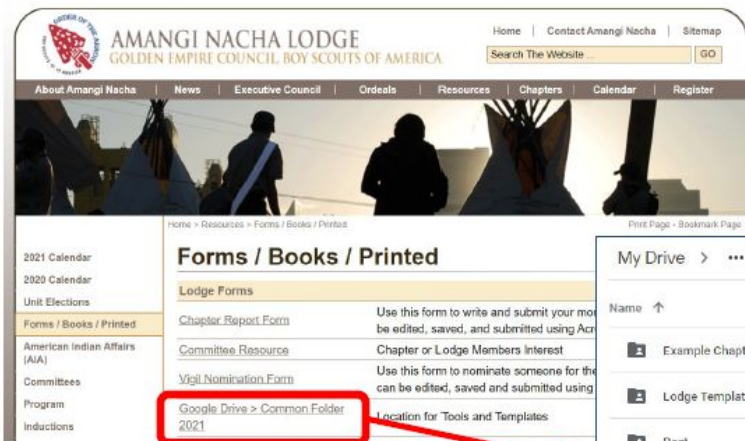 ORDER OF THE ARROW
AMANGI NACHA LODGE
GOLDEN EMPIRE COUNCIL, BOY SCOUTS OF AMERICA
Home | Contact Amangi Nacha | Sitemap
Search The Website ... GO
About Amangi Nacha | News | Executive Council | Ordeals | Resources | Chapters | Calendar | Register
Home > Resources > Forms / Books / Printed
Print Page - Bookmark Page
2021 Calendar
2020 Calendar
Unit Elections
Forms / Books / Printed
American Indian Affairs
(AIA)
Committees
Program
Inductions
Forms / Books / Printed
Lodge Forms
Chapter Report Form
Use this form to write and submit your
be edited, saved, and submitted using
Committee Resource
Chapter or Lodge Members Interest
Vigil Nomination Form
Use this form to nominate someone for the
can be edited, saved and submitted using
Google Drive > Common Folder
2021
Location for Tools and Templates
My Drive > ...
Name ↑
Example
Lodge